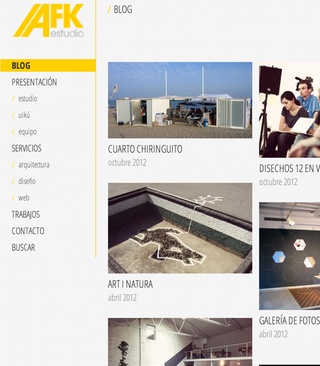 AFK
estudio
/ BLOG
BLOG
PRESENTACIÓN
/ estudio
/ uikú
/ equipo
SERVICIOS
/ arquitectura
/ diseño
/ web
TRABAJOS
CONTACTO
BUSCAR
CUARTO CHIRINGUITO
octubre 2012
DISECHOS 12 EN V
octubre 2012
ART I NATURA
abril 2012
GALERÍA DE FOTOS
abril 2012